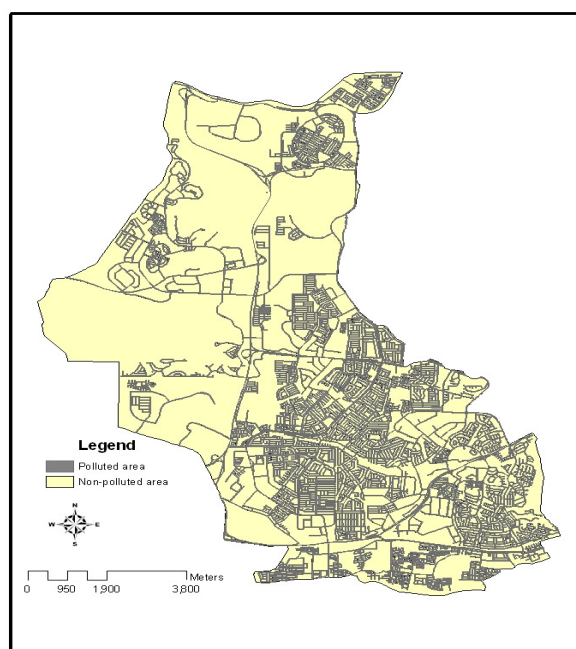 Legend
Polluted area
Non-polluted area
N
W E
S
Meters
0 950 1,900 3,800